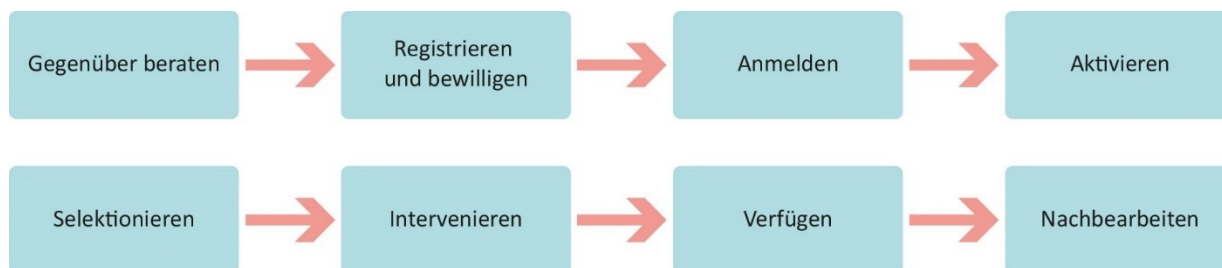 Gegenüber beraten
Registrieren
und bewilligen
Anmelden
Aktivieren
Selektionieren
Intervenieren
Verfügen
Nachbearbeiten